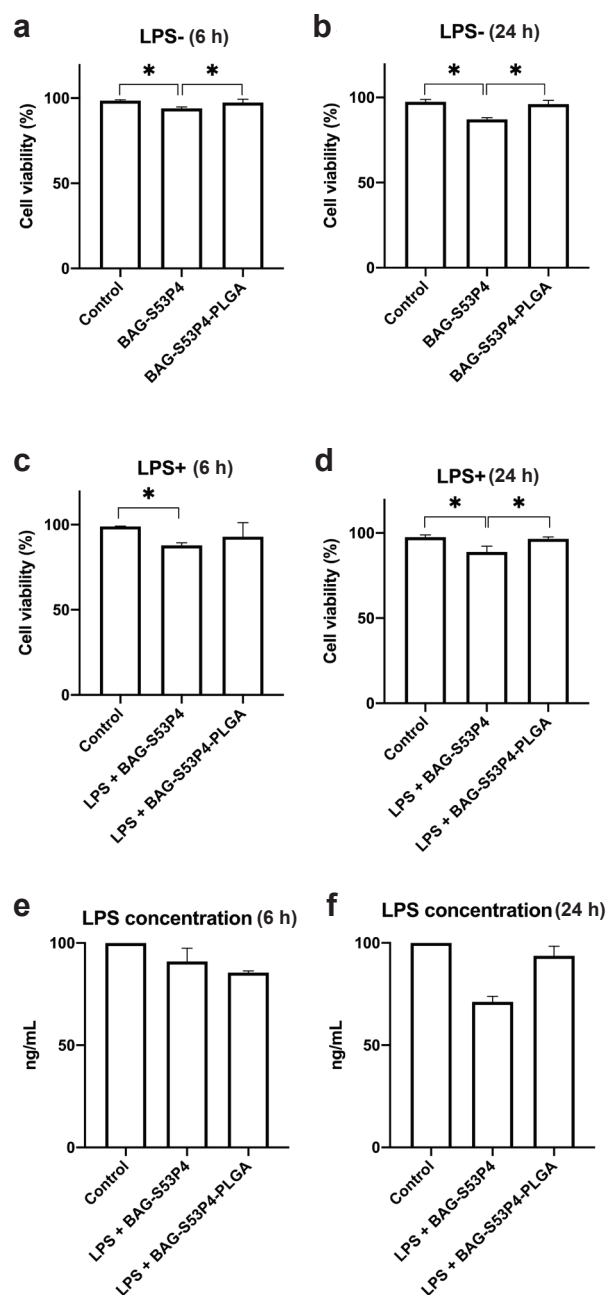 a
LPS- (6 h)
*
*
100
50
0
Cell viability (%)
Control
BAG-S53P4
BAG-S53P4-PLGA
b
LPS- (24 h)
*
*
100
50
0
Cell viability (%)
Control
BAG-S53P4
BAG-S53P4-PLGA
c
LPS+ (6 h)
*
100
50
0
Cell viability (%)
Control
LPS + BAG-S53P4
LPS + BAG-S53P4-PLGA
d
LPS+ (24 h)
*
*
100
50
0
Cell viability (%)
Control
LPS + BAG-S53P4
LPS + BAG-S53P4-PLGA
e
LPS concentration (6 h)
100
50
0
ng/mL
Control
LPS + BAG-S53P4
LPS + BAG-S53P4-PLGA
f
LPS concentration (24 h)
100
50
0
ng/mL
Control
LPS + BAG-S53P4
LPS + BAG-S53P4-PLGA